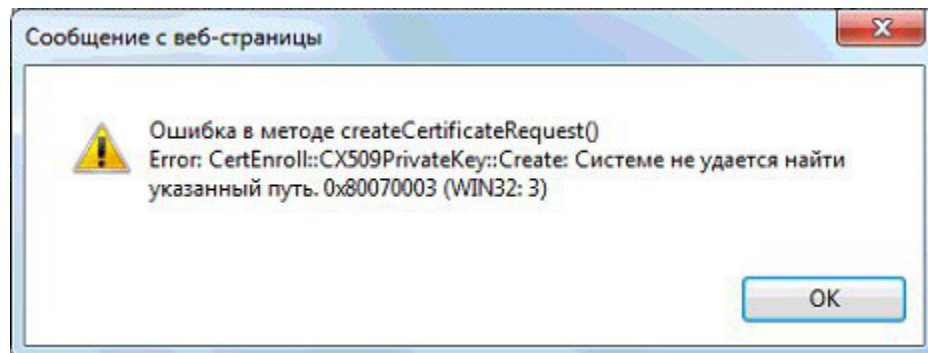 Сообщение с веб-страницы
Ошибка в методе createCertificateRequest()
Error: CertEnroll::CX509PrivateKey::Create: Системе не удается найти
указанный путь. 0x80070003 (WIN32: 3)
OK